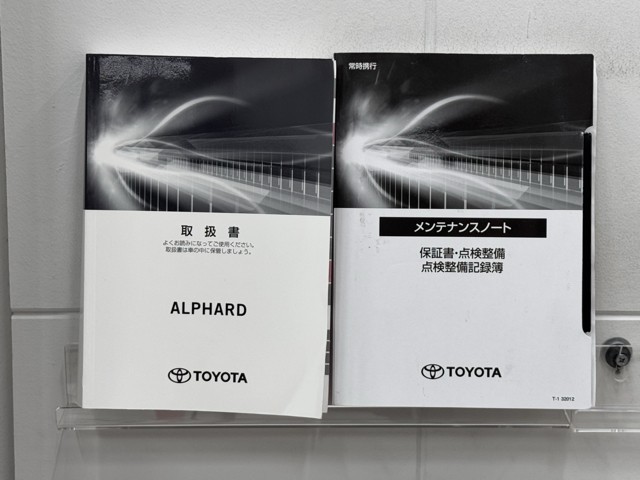 取扱書
よくお読みになってご使用ください。
取扱書は車の中に保管しましょう。
ALPHARD
TOYOTA
常時携行
メンテナンスノート
保証書・点検整備
点検整備記録簿
TOYOTA
T-1 32012